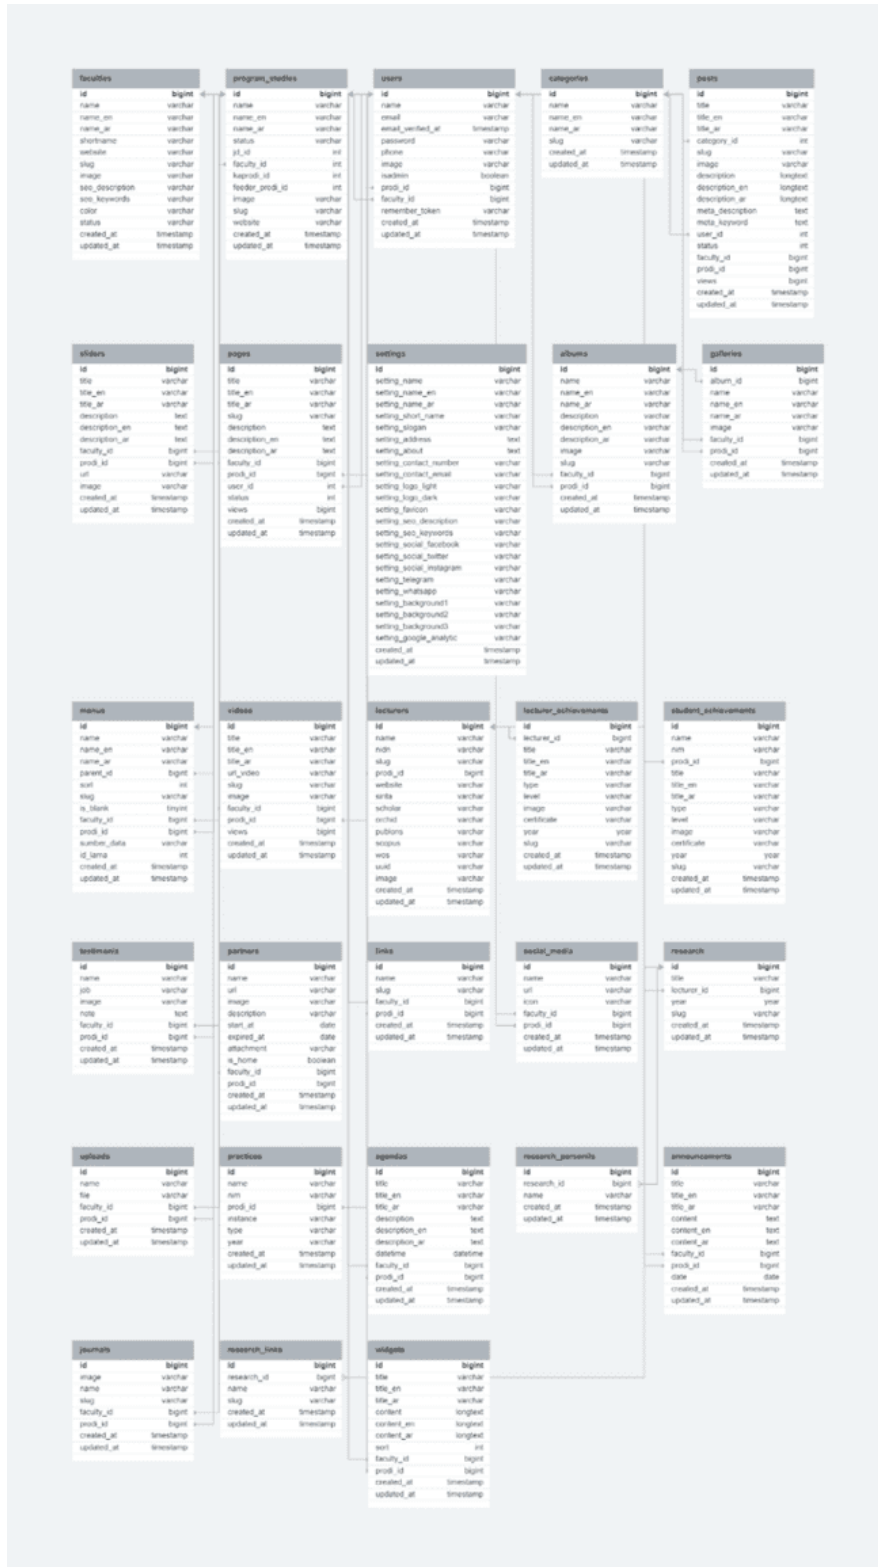 faculties
id bigint
name varchar
name_en varchar
name_ar varchar
shortname varchar
website varchar
slug varchar
image varchar
seo_description varchar
seo_keywords varchar
color varchar
status varchar
created_at timestamp
updated_at timestamp
program_studies
id bigint
name varchar
name_en varchar
name_ar varchar
status varchar
int
faculty_id int
kaprodi_id int
feeder_prodi_id int
image varchar
slug varchar
website varchar
created_at timestamp
updated_at timestamp
users
id bigint
name varchar
email varchar
email_verified_at timestamp
password varchar
phone varchar
image varchar
isadmin boolean
prodi_id bigint
faculty_id bigint
remember_token varchar
created_at timestamp
updated_at timestamp
categories
id bigint
name varchar
name_en varchar
name_ar varchar
slug varchar
created_at timestamp
updated_at timestamp
posts
id bigint
title varchar
title_en varchar
title_ar varchar
category_id int
slug varchar
image varchar
description longtext
description_en longtext
description_ar longtext
meta_description text
meta_keyword text
user_id int
status int
faculty_id bigint
prodi_id bigint
views bigint
created_at timestamp
updated_at timestamp
sliders
id bigint
title varchar
title_en varchar
title_ar varchar
description text
description_en text
description_ar text
faculty_id bigint
prodi_id bigint
url varchar
image varchar
created_at timestamp
updated_at timestamp
pages
id bigint
title varchar
title_en varchar
title_ar varchar
slug varchar
description text
description_en text
description_ar text
faculty_id bigint
prodi_id bigint
user_id int
status int
views bigint
created_at timestamp
updated_at timestamp
settings
id bigint
setting_name varchar
setting_name_en varchar
setting_name_ar varchar
setting_short_name varchar
setting_slogan varchar
setting_address text
setting_about text
setting_contact_number varchar
setting_contact_email varchar
setting_logo_light varchar
setting_logo_dark varchar
setting_favicon varchar
setting_seo_description varchar
setting_seo_keywords varchar
setting_social_facebook varchar
setting_social_twitter varchar
setting_social_instagram varchar
setting_telegram varchar
setting_whatsapp varchar
setting_background1 varchar
setting_background2 varchar
setting_background3 varchar
setting_google_analytic varchar
created_at timestamp
updated_at timestamp
albums
id bigint
name varchar
name_en varchar
name_ar varchar
description varchar
description_en varchar
description_ar varchar
image varchar
slug varchar
faculty_id bigint
prodi_id bigint
created_at timestamp
updated_at timestamp
galleries
id bigint
album_id bigint
name varchar
name_en varchar
name_ar varchar
image varchar
faculty_id bigint
prodi_id bigint
created_at timestamp
updated_at timestamp
menus
id bigint
name varchar
name_en varchar
name_ar varchar
parent_id bigint
sort int
slug varchar
is_blank tinyint
faculty_id bigint
prodi_id bigint
sumber_data varchar
id_lama int
created_at timestamp
updated_at timestamp
videos
id bigint
title varchar
title_en varchar
title_ar varchar
url_video varchar
slug varchar
image varchar
faculty_id bigint
prodi_id bigint
views bigint
created_at timestamp
updated_at timestamp
lecturers
id bigint
name varchar
nidn varchar
slug varchar
prodi_id bigint
website varchar
sinta varchar
scholar varchar
orchid varchar
publons varchar
scopus varchar
wos varchar
uuid varchar
image varchar
created_at timestamp
updated_at timestamp
lecturer_achievements
id bigint
lecturer_id bigint
title varchar
title_en varchar
title_ar varchar
type varchar
level varchar
image varchar
certificate varchar
year year
slug varchar
created_at timestamp
updated_at timestamp
student_achievements
id bigint
name varchar
nim varchar
prodi_id bigint
title varchar
title_en varchar
title_ar varchar
type varchar
level varchar
image varchar
certificate varchar
year year
slug varchar
created_at timestamp
updated_at timestamp
testimonis
id bigint
name varchar
job varchar
image varchar
note text
faculty_id bigint
prodi_id bigint
created_at timestamp
updated_at timestamp
partners
id bigint
name varchar
url varchar
image varchar
description varchar
start_at date
expired_at date
attachment varchar
is_home boolean
faculty_id bigint
prodi_id bigint
created_at timestamp
updated_at timestamp
links
id bigint
name varchar
slug varchar
faculty_id bigint
prodi_id bigint
created_at timestamp
updated_at timestamp
social_media
id bigint
name varchar
url varchar
icon varchar
faculty_id bigint
prodi_id bigint
created_at timestamp
updated_at timestamp
research
id bigint
title varchar
lecturer_id bigint
year year
slug varchar
created_at timestamp
updated_at timestamp
uploads
id bigint
name varchar
file varchar
faculty_id bigint
prodi_id bigint
created_at timestamp
updated_at timestamp
practices
id bigint
name varchar
nim varchar
prodi_id bigint
instance varchar
type varchar
year varchar
created_at timestamp
updated_at timestamp
agendas
id bigint
title varchar
title_en varchar
title_ar varchar
description text
description_en text
description_ar text
datetime datetime
faculty_id bigint
prodi_id bigint
created_at timestamp
updated_at timestamp
research_personils
id bigint
research_id bigint
name varchar
created_at timestamp
updated_at timestamp
announcements
id bigint
title varchar
title_en varchar
title_ar varchar
content text
content_en text
content_ar text
faculty_id bigint
prodi_id bigint
date date
created_at timestamp
updated_at timestamp
journals
id bigint
image varchar
name varchar
slug varchar
faculty_id bigint
prodi_id bigint
created_at timestamp
updated_at timestamp
research_links
id bigint
research_id bigint
name varchar
slug varchar
created_at timestamp
updated_at timestamp
widgets
id bigint
title varchar
title_en varchar
title_ar varchar
content longtext
content_en longtext
content_ar longtext
sort int
faculty_id bigint
prodi_id bigint
created_at timestamp
updated_at timestamp